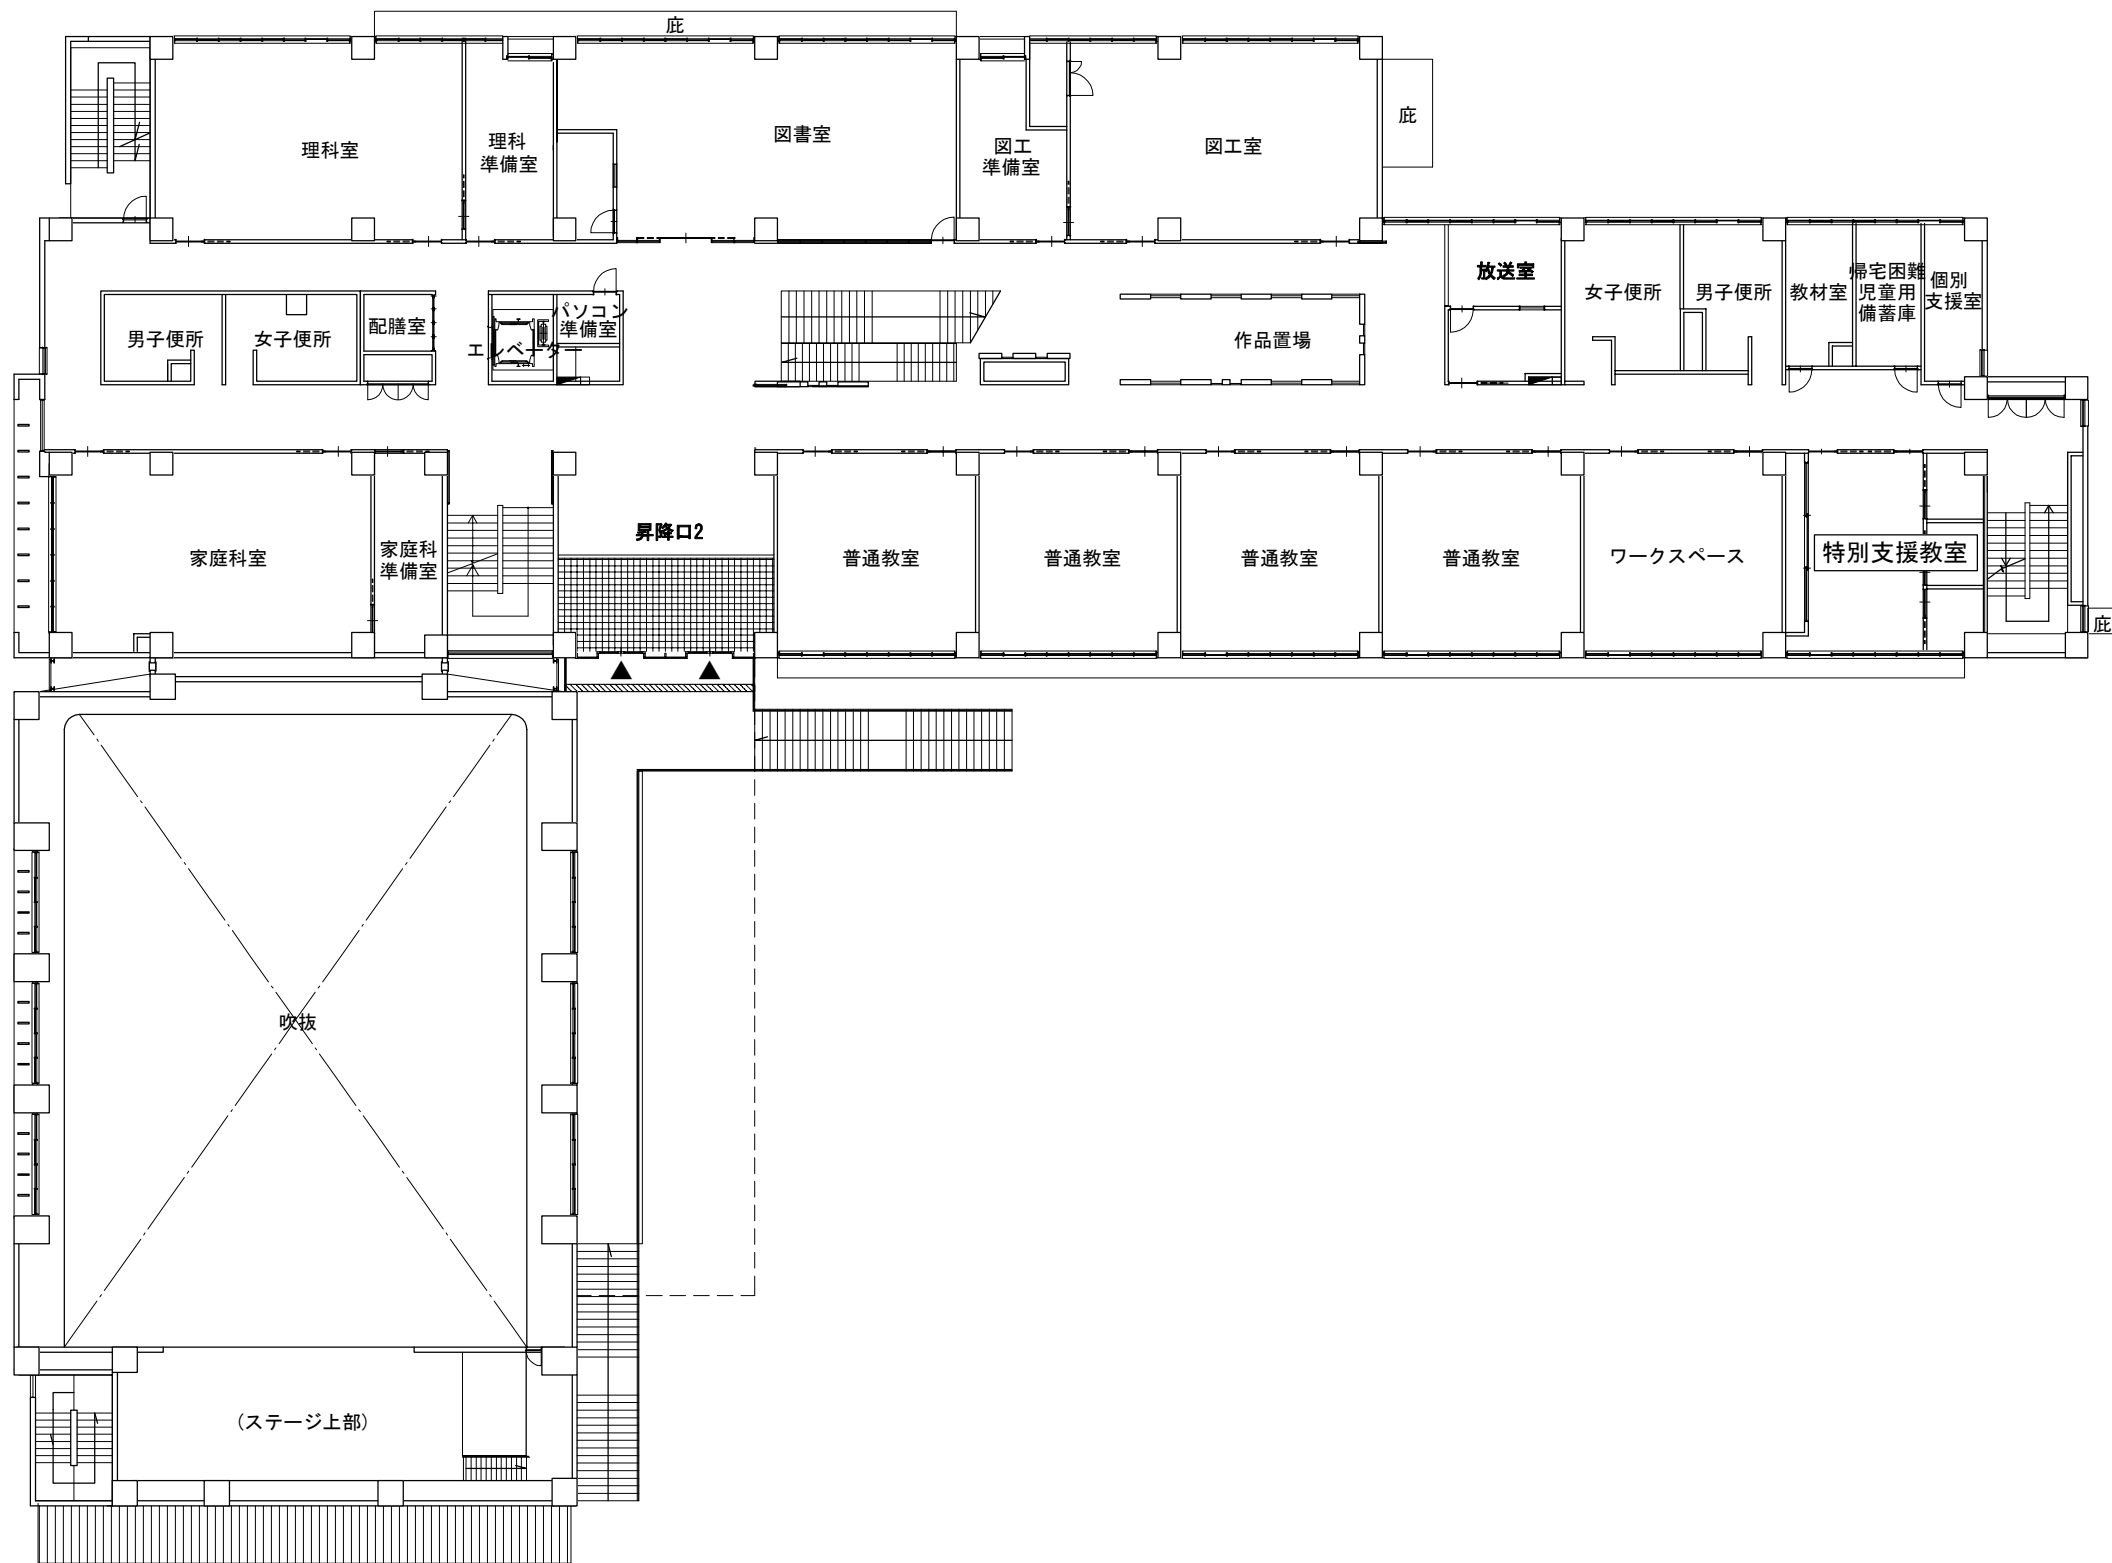 庇
理科室
理科
準備室
図書室
図工
準備室
図工室
庇
男子便所
女子便所
配膳室
エレベーター
パソコン
準備室
作品置場
放送室
女子便所
男子便所
教材室
帰宅困難
児童用
備蓄庫
個別
支援室
家庭科室
家庭科
準備室
昇降口2
普通教室
普通教室
普通教室
普通教室
ワークスペース
特別支援教室
庇
吹抜
(ステージ上部)